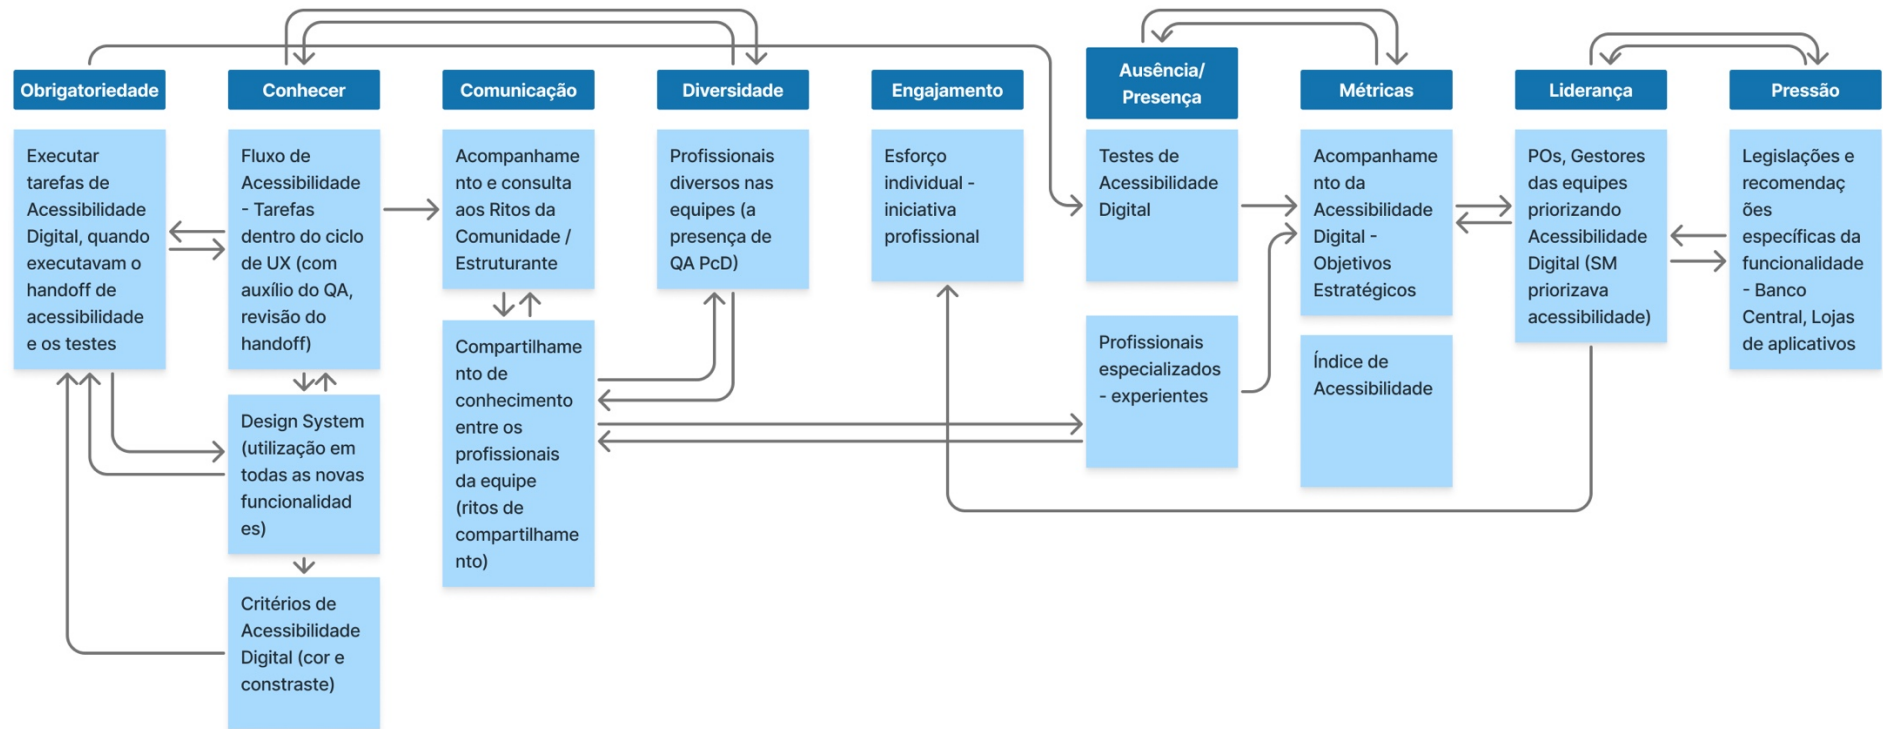 Obrigatoriedade
Executar
tarefas de
Acessibilidade
Digital, quando
executavam o
handoff de
acessibilidade
e os testes
Conhecer
Fluxo de
Acessibilidade
- Tarefas
dentro do ciclo
de UX (com
auxílio do QA,
revisão do
handoff)
Design System
(utilização em
todas as novas
funcionalidad
es)
Critérios de
Acessibilidade
Digital (cor e
constraste)
Comunicação
Acompanhame
nto e consulta
aos Ritos da
Comunidade /
Estruturante
Compartilhame
nto de
conhecimento
entre os
profissionais
da equipe
(ritos de
compartilhame
nto)
Diversidade
Profissionais
diversos nas
equipes (a
presença de
QA PcD)
Engajamento
Esforço
individual -
iniciativa
profissional
Ausência/
Presença
Testes de
Acessibilidade
Digital
Profissionais
especializados
- experientes
Métricas
Acompanhame
nto da
Acessibilidade
Digital -
Objetivos
Estratégicos
Índice de
Acessibilidade
Liderança
POs, Gestores
das equipes
priorizando
Acessibilidade
Digital (SM
priorizava
acessibilidade)
Pressão
Legislações e
recomendaç
ões
específicas da
funcionalidade
- Banco
Central, Lojas
de aplicativos